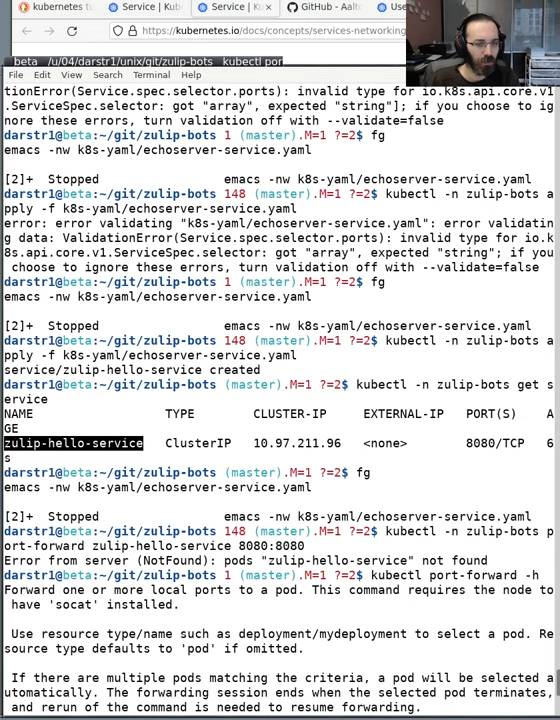 kubernetes tu
Service | Kub
Service | K
GitHub - Aalt
Use
https://kubernetes.io/docs/concepts/services-networking
beta /u/04/darstr1/unix/git/zulip-bots kubectl por
File Edit View Search Terminal Help
tionError(Service.spec.selector.ports): invalid type for io.k8s.api.core.v1
.ServiceSpec.selector: got "array", expected "string"]; if you choose to ig
nore these errors, turn validation off with --validate=false
darstr1@beta:~/git/zulip-bots 1 (master).M=1 ?=2$ fg
emacs -nw k8s-yaml/echoserver-service.yaml
[2]+ Stopped emacs -nw k8s-yaml/echoserver-service.yaml
darstr1@beta:~/git/zulip-bots 148 (master).M=1 ?=2$ kubectl -n zulip-bots a
pply -f k8s-yaml/echoserver-service.yaml
error: error validating "k8s-yaml/echoserver-service.yaml": error validatin
g data: ValidationError(Service.spec.selector.ports): invalid type for io.k
8s.api.core.v1.ServiceSpec.selector: got "array", expected "string"; if you
choose to ignore these errors, turn validation off with --validate=false
darstr1@beta:~/git/zulip-bots 1 (master).M=1 ?=2$ fg
emacs -nw k8s-yaml/echoserver-service.yaml
[2]+ Stopped emacs -nw k8s-yaml/echoserver-service.yaml
darstr1@beta:~/git/zulip-bots 148 (master).M=1 ?=2$ kubectl -n zulip-bots a
pply -f k8s-yaml/echoserver-service.yaml
service/zulip-hello-service created
darstr1@beta:~/git/zulip-bots (master).M=1 ?=2$ kubectl -n zulip-bots get s
ervice
NAME TYPE CLUSTER-IP EXTERNAL-IP PORT(S) A
GE
zulip-hello-service ClusterIP 10.97.211.96 <none> 8080/TCP 6
s
darstr1@beta:~/git/zulip-bots (master).M=1 ?=2$ fg
emacs -nw k8s-yaml/echoserver-service.yaml
[2]+ Stopped emacs -nw k8s-yaml/echoserver-service.yaml
darstr1@beta:~/git/zulip-bots 148 (master).M=1 ?=2$ kubectl -n zulip-bots p
ort-forward zulip-hello-service 8080:8080
Error from server (NotFound): pods "zulip-hello-service" not found
darstr1@beta:~/git/zulip-bots 1 (master).M=1 ?=2$ kubectl port-forward -h
Forward one or more local ports to a pod. This command requires the node to
have 'socat' installed.
Use resource type/name such as deployment/mydeployment to select a pod. Re
source type defaults to 'pod' if omitted.
If there are multiple pods matching the criteria, a pod will be selected a
utomatically. The forwarding session ends when the selected pod terminates,
and rerun of the command is needed to resume forwarding.